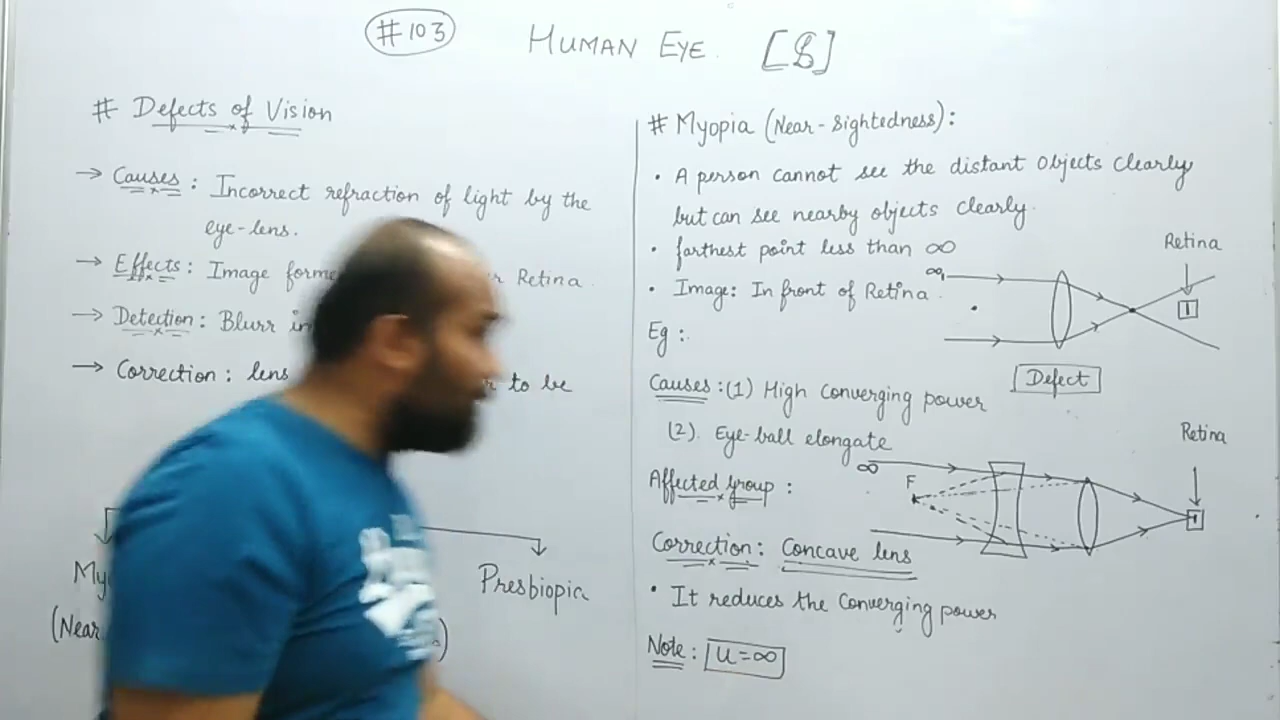 #103
HUMAN EYE.
# Defects of Vision
→ Causes : Incorrect refraction of light by the
eye-lens.
→ Effects : Image Retina.
→ Detection : Blurr
→ Correction : lens to be
Presbiopia
(Near
# Myopia (Near-Sightedness) :
• A person cannot see the distant objects clearly
but can see nearby objects clearly.
• farthest point less than ∞
• Image : In front of Retina.
Eg :
∞
Retina
Defect
Causes : (1) High Converging power
(2). Eye-ball elongate
Retina
∞
F
Affected group :
Correction : Concave lens
• It reduces the Converging power
Note : u = ∞